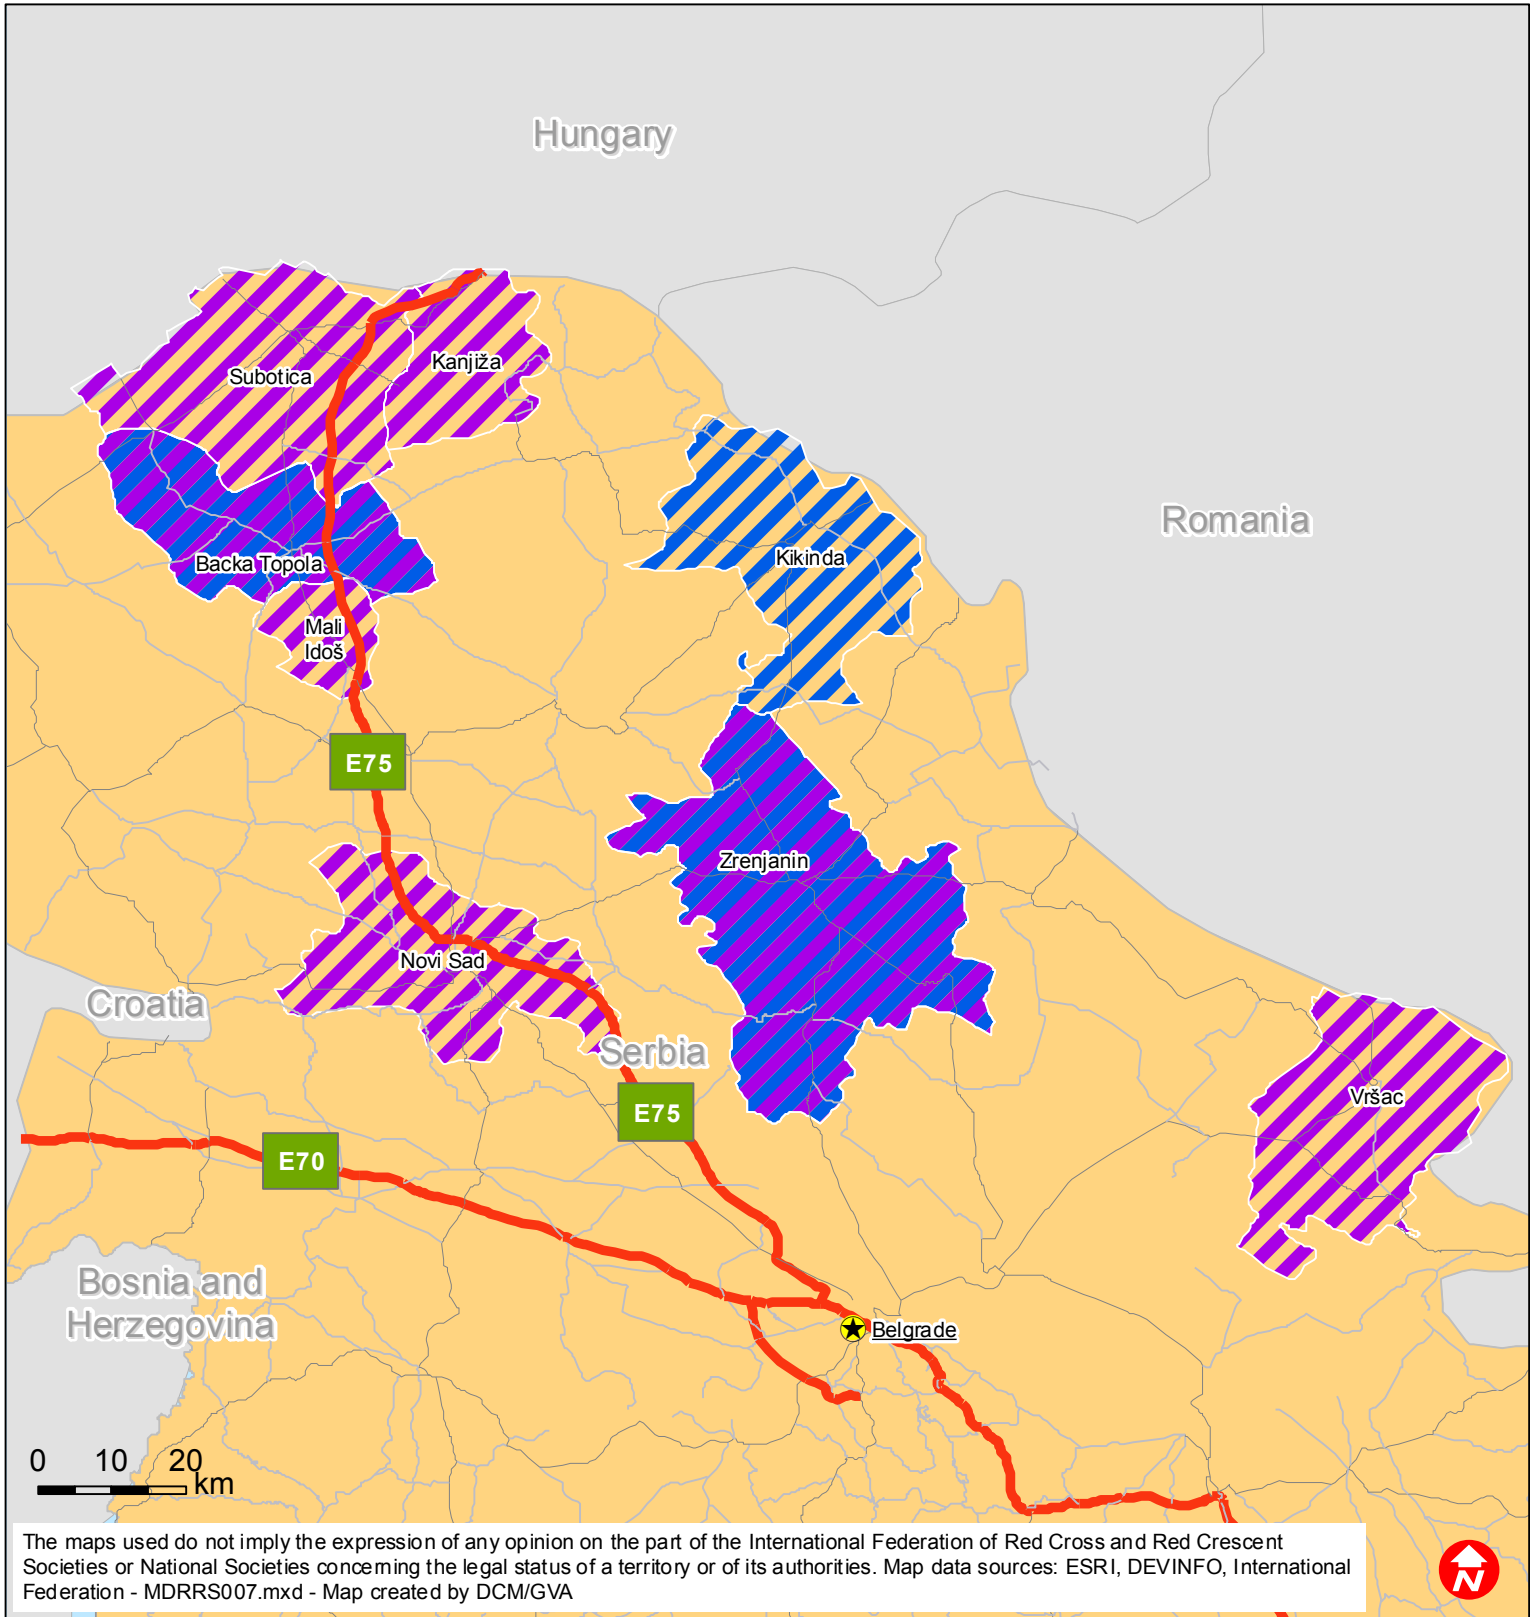 Hungary
Kanjiža
Subotica
Romania
Kikinda
Backa Topola
Mali
Idoš
E75
Zrenjanin
Novi Sad
Croatia
Serbia
Vršac
E75
E70
Bosnia and
Herzegovina
Belgrade
0 10 20
km
The maps used do not imply the expression of any opinion on the part of the International Federation of Red Cross and Red Crescent
Societies or National Societies concerning the legal status of a territory or of its authorities. Map data sources: ESRI, DEVINFO, International
Federation - MDRRS007.mxd - Map created by DCM/GVA
N